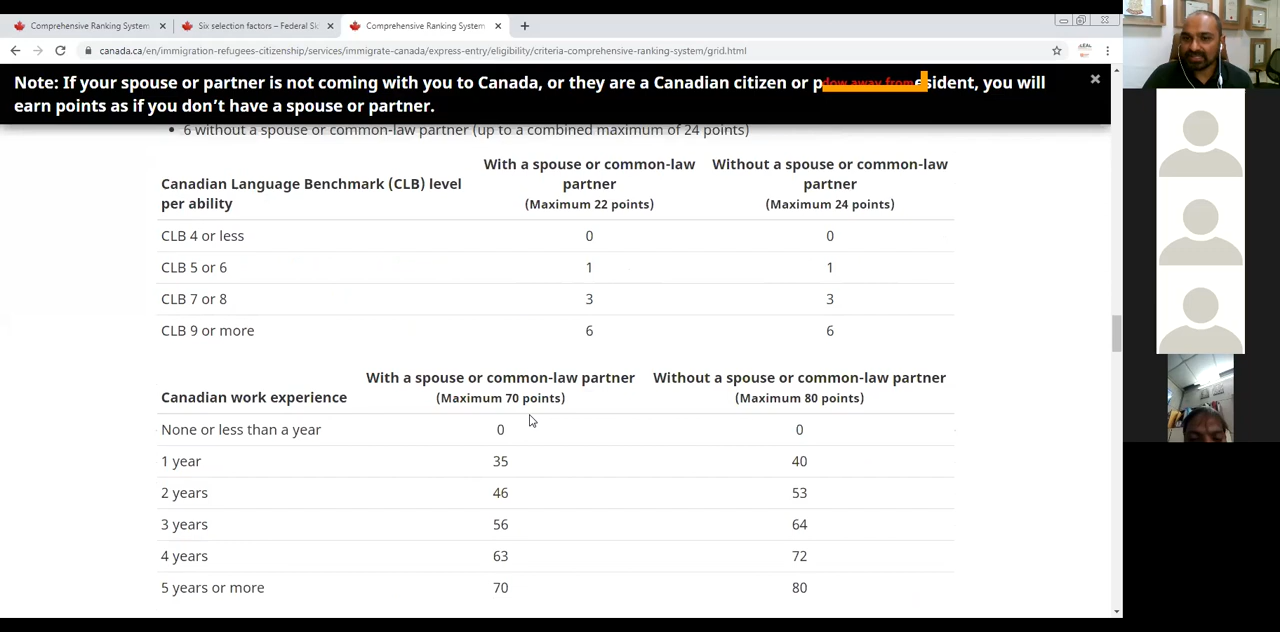 Comprehensive Ranking System
Six selection factors – Federal Sk
Comprehensive Ranking System
canada.ca/en/immigration-refugees-citizenship/services/immigrate-canada/express-entry/eligibility/criteria-comprehensive-ranking-system/grid.html
Note: If your spouse or partner is not coming with you to Canada, or they are a Canadian citizen or p dow away from esident, you will
earn points as if you don’t have a spouse or partner.
• 6 without a spouse or common-law partner (up to a combined maximum of 24 points)
Canadian Language Benchmark (CLB) level per ability With a spouse or common-law partner (Maximum 22 points) Without a spouse or common-law partner (Maximum 24 points)
CLB 4 or less 0 0
CLB 5 or 6 1 1
CLB 7 or 8 3 3
CLB 9 or more 6 6
Canadian work experience With a spouse or common-law partner (Maximum 70 points) Without a spouse or common-law partner (Maximum 80 points)
None or less than a year 0 0
1 year 35 40
2 years 46 53
3 years 56 64
4 years 63 72
5 years or more 70 80